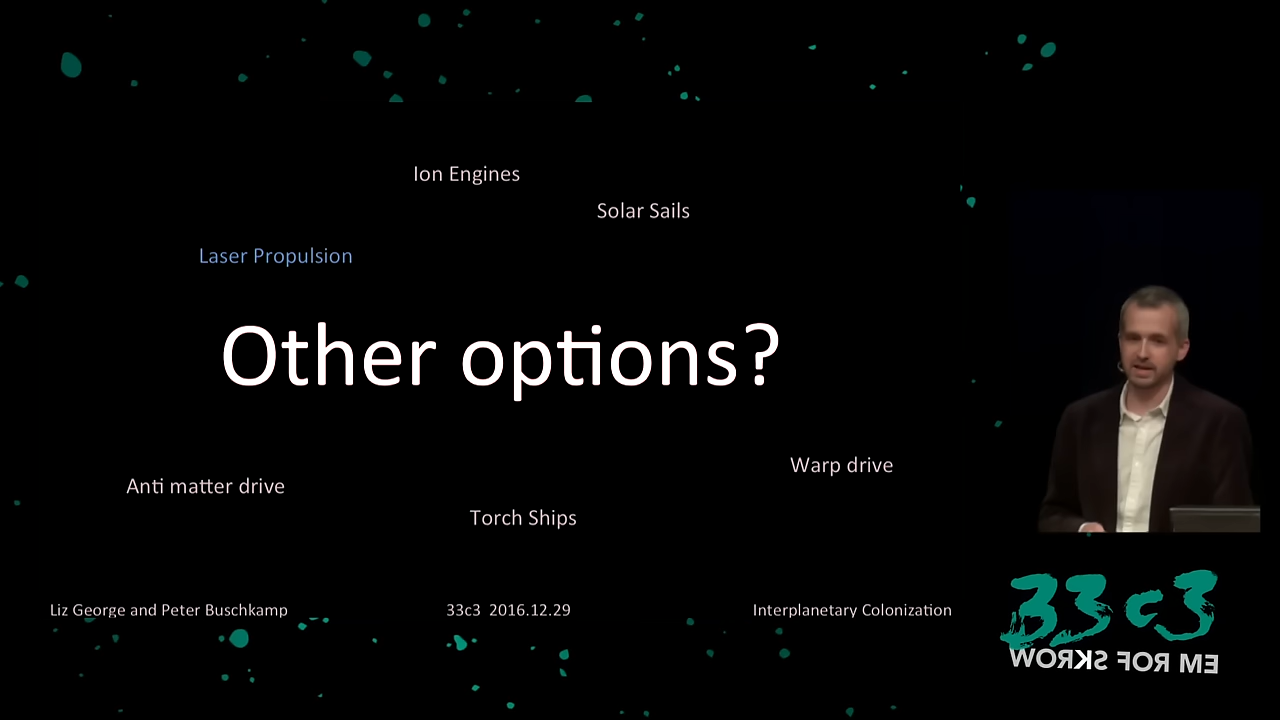 Ion Engines
Solar Sails
Laser Propulsion
Other options?
Warp drive
Anti matter drive
Torch Ships
Liz George and Peter Buschkamp
33c3 2016.12.29
Interplanetary Colonization
33c3
WORKS FOR ME